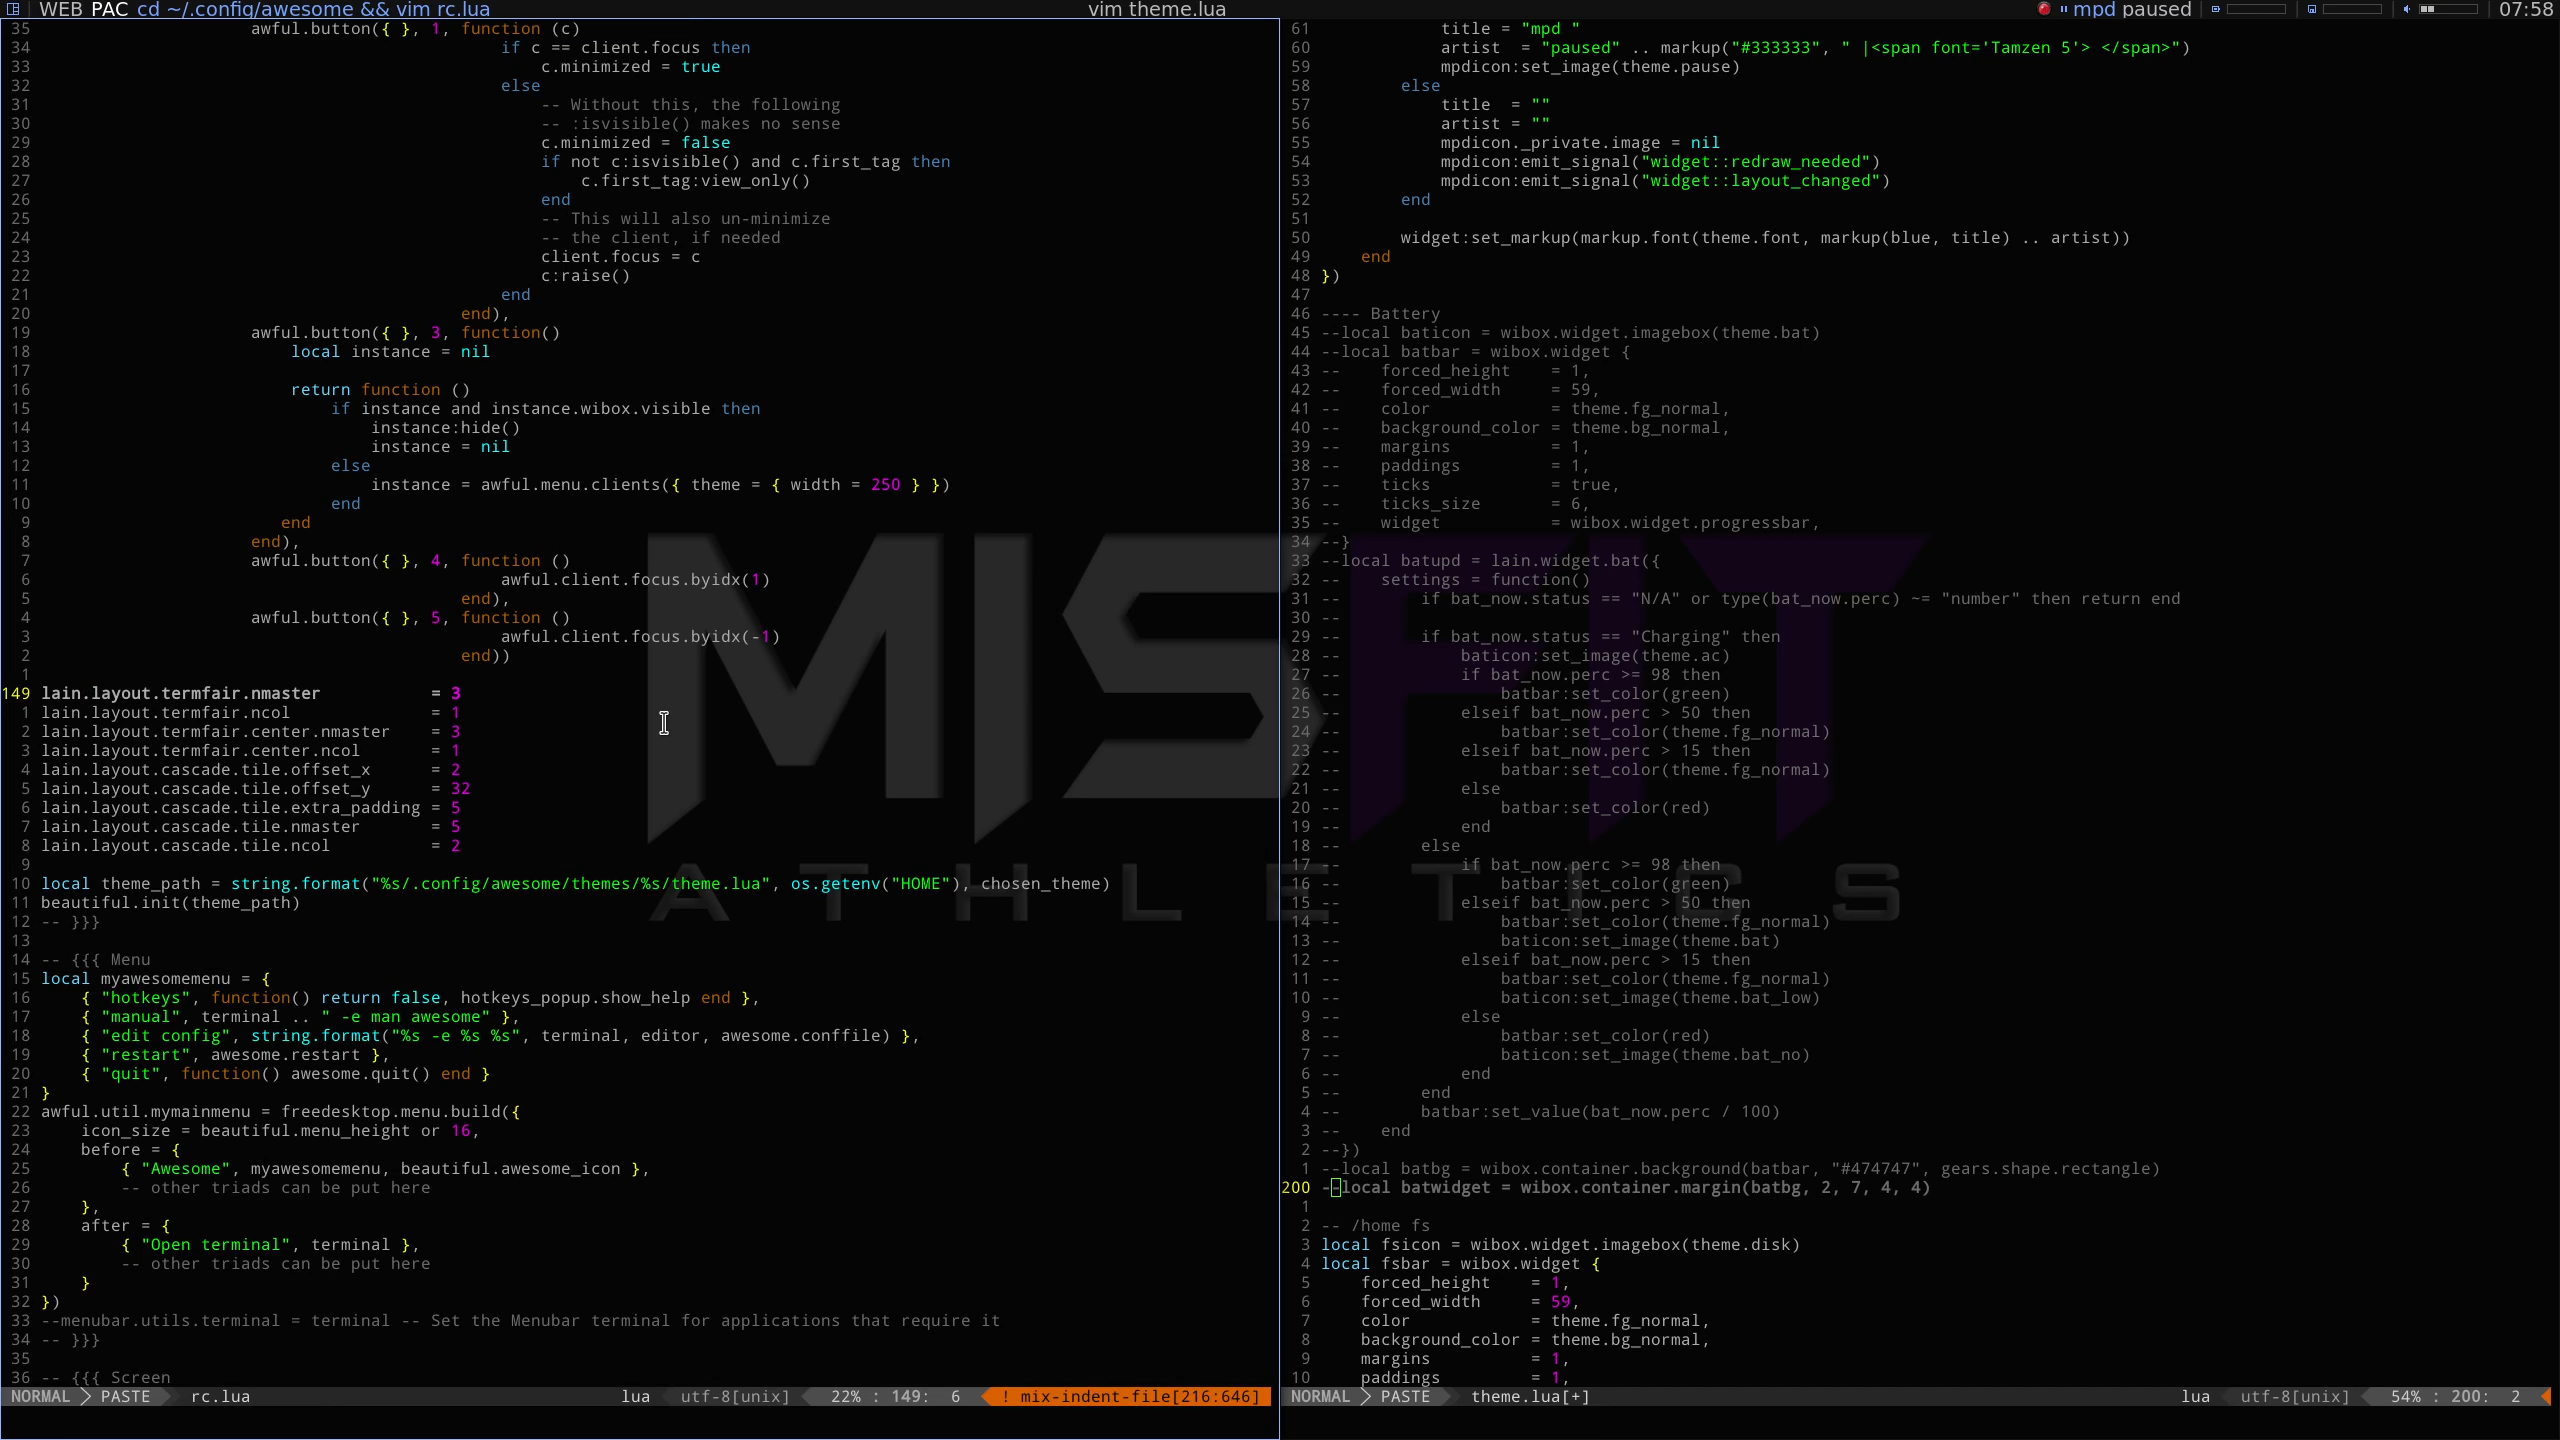 WEB PAC cd ~/.config/awesome && vim rc.lua
vim theme.lua
mpd paused | 07:58
35 awful.button({ }, 1, function (c)
34 if c == client.focus then
33 c.minimized = true
32 else
31 -- Without this, the following
30 -- :isvisible() makes no sense
29 c.minimized = false
28 if not c:isvisible() and c.first_tag then
27 c.first_tag:view_only()
26 end
25 -- This will also un-minimize
24 -- the client, if needed
23 client.focus = c
22 c:raise()
21 end
20 end),
19 awful.button({ }, 3, function()
18 local instance = nil
17
16 return function ()
15 if instance and instance.wibox.visible then
14 instance:hide()
13 instance = nil
12 else
11 instance = awful.menu.clients({ theme = { width = 250 } })
10 end
9 end
8 end),
7 awful.button({ }, 4, function ()
6 awful.client.focus.byidx(1)
5 end),
4 awful.button({ }, 5, function ()
3 awful.client.focus.byidx(-1)
2 end))
1
149 lain.layout.termfair.nmaster = 3
1 lain.layout.termfair.ncol = 1
2 lain.layout.termfair.center.nmaster = 3
3 lain.layout.termfair.center.ncol = 1
4 lain.layout.cascade.tile.offset_x = 2
5 lain.layout.cascade.tile.offset_y = 32
6 lain.layout.cascade.tile.extra_padding = 5
7 lain.layout.cascade.tile.nmaster = 5
8 lain.layout.cascade.tile.ncol = 2
9
10 local theme_path = string.format("%s/.config/awesome/themes/%s/theme.lua", os.getenv("HOME"), chosen_theme)
11 beautiful.init(theme_path)
12 -- }}}
13
14 -- {{{ Menu
15 local myawesomemenu = {
16 { "hotkeys", function() return false, hotkeys_popup.show_help end },
17 { "manual", terminal .. " -e man awesome" },
18 { "edit config", string.format("%s -e %s %s", terminal, editor, awesome.conffile) },
19 { "restart", awesome.restart },
20 { "quit", function() awesome.quit() end }
21 }
22 awful.util.mymainmenu = freedesktop.menu.build({
23 icon_size = beautiful.menu_height or 16,
24 before = {
25 { "Awesome", myawesomemenu, beautiful.awesome_icon },
26 -- other triads can be put here
27 },
28 after = {
29 { "Open terminal", terminal },
30 -- other triads can be put here
31 }
32 })
33 --menubar.utils.terminal = terminal -- Set the Menubar terminal for applications that require it
34 -- }}}
35
36 -- {{{ Screen
NORMAL PASTE rc.lua lua utf-8[unix] 22% : 149: 6 ! mix-indent-file[216:646]
61 title = "mpd "
60 artist = "paused" .. markup("#333333", " |<span font='Tamzen 5'> </span>")
59 mpdicon:set_image(theme.pause)
58 else
57 title = ""
56 artist = ""
55 mpdicon._private.image = nil
54 mpdicon:emit_signal("widget::redraw_needed")
53 mpdicon:emit_signal("widget::layout_changed")
52 end
51
50 widget:set_markup(markup.font(theme.font, markup(blue, title) .. artist))
49 end
48 })
47
46 ---- Battery
45 --local baticon = wibox.widget.imagebox(theme.bat)
44 --local batbar = wibox.widget {
43 -- forced_height = 1,
42 -- forced_width = 59,
41 -- color = theme.fg_normal,
40 -- background_color = theme.bg_normal,
39 -- margins = 1,
38 -- paddings = 1,
37 -- ticks = true,
36 -- ticks_size = 6,
35 -- widget = wibox.widget.progressbar,
34 --}
33 --local batupd = lain.widget.bat({
32 -- settings = function()
31 -- if bat_now.status == "N/A" or type(bat_now.perc) ~= "number" then return end
30 --
29 -- if bat_now.status == "Charging" then
28 -- baticon:set_image(theme.ac)
27 -- if bat_now.perc >= 98 then
26 -- batbar:set_color(green)
25 -- elseif bat_now.perc > 50 then
24 -- batbar:set_color(theme.fg_normal)
23 -- elseif bat_now.perc > 15 then
22 -- batbar:set_color(theme.fg_normal)
21 -- else
20 -- batbar:set_color(red)
19 -- end
18 -- else
17 -- if bat_now.perc >= 98 then
16 -- batbar:set_color(green)
15 -- elseif bat_now.perc > 50 then
14 -- batbar:set_color(theme.fg_normal)
13 -- baticon:set_image(theme.bat)
12 -- elseif bat_now.perc > 15 then
11 -- batbar:set_color(theme.fg_normal)
10 -- baticon:set_image(theme.bat_low)
9 -- else
8 -- batbar:set_color(red)
7 -- baticon:set_image(theme.bat_no)
6 -- end
5 -- end
4 -- batbar:set_value(bat_now.perc / 100)
3 -- end
2 --})
1 --local batbg = wibox.container.background(batbar, "#474747", gears.shape.rectangle)
200 --local batwidget = wibox.container.margin(batbg, 2, 7, 4, 4)
1
2 -- /home fs
3 local fsicon = wibox.widget.imagebox(theme.disk)
4 local fsbar = wibox.widget {
5 forced_height = 1,
6 forced_width = 59,
7 color = theme.fg_normal,
8 background_color = theme.bg_normal,
9 margins = 1,
10 paddings = 1,
NORMAL PASTE theme.lua[+] lua utf-8[unix] 54% : 200: 2
MISFIT
ATHLETICS